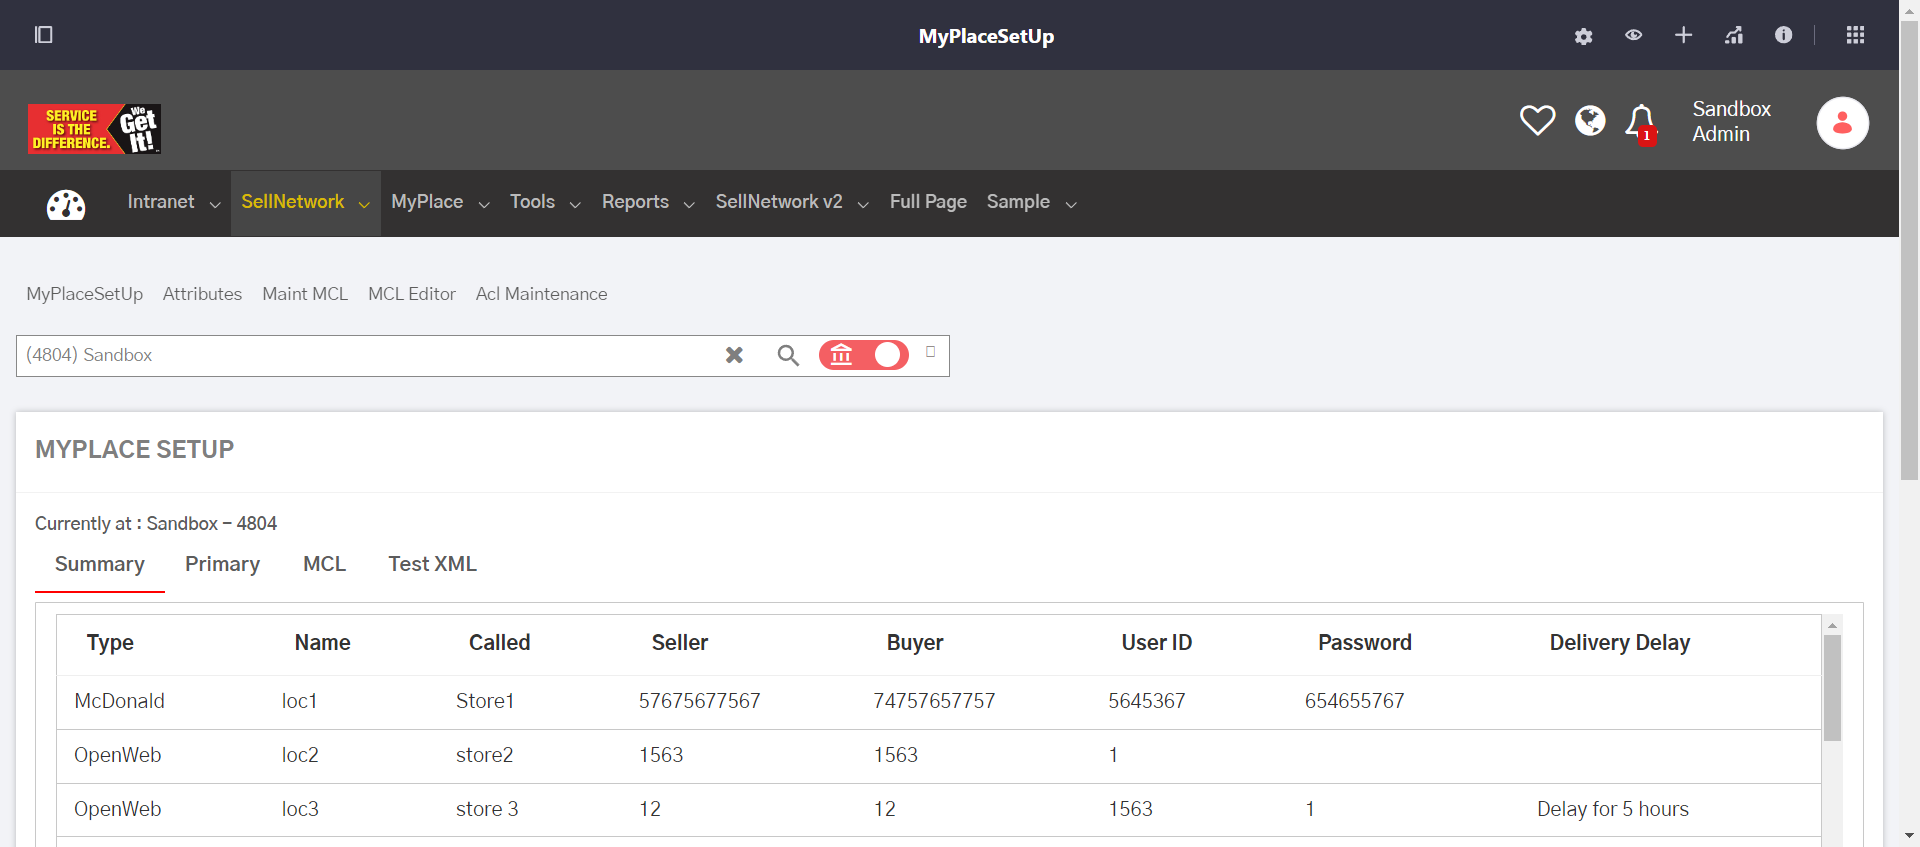 MyPlaceSetUp
SERVICE
IS THE
DIFFERENCE.
We
Get
It!
1
Sandbox
Admin
Intranet SellNetwork MyPlace Tools Reports SellNetwork v2 Full Page Sample
MyPlaceSetUp Attributes Maint MCL MCL Editor Acl Maintenance
(4804) Sandbox
MYPLACE SETUP
Currently at : Sandbox - 4804
Summary Primary MCL Test XML
Type Name Called Seller Buyer User ID Password Delivery Delay
McDonald loc1 Store1 57675677567 74757657757 5645367 654655767
OpenWeb loc2 store2 1563 1563 1
OpenWeb loc3 store 3 12 12 1563 1 Delay for 5 hours